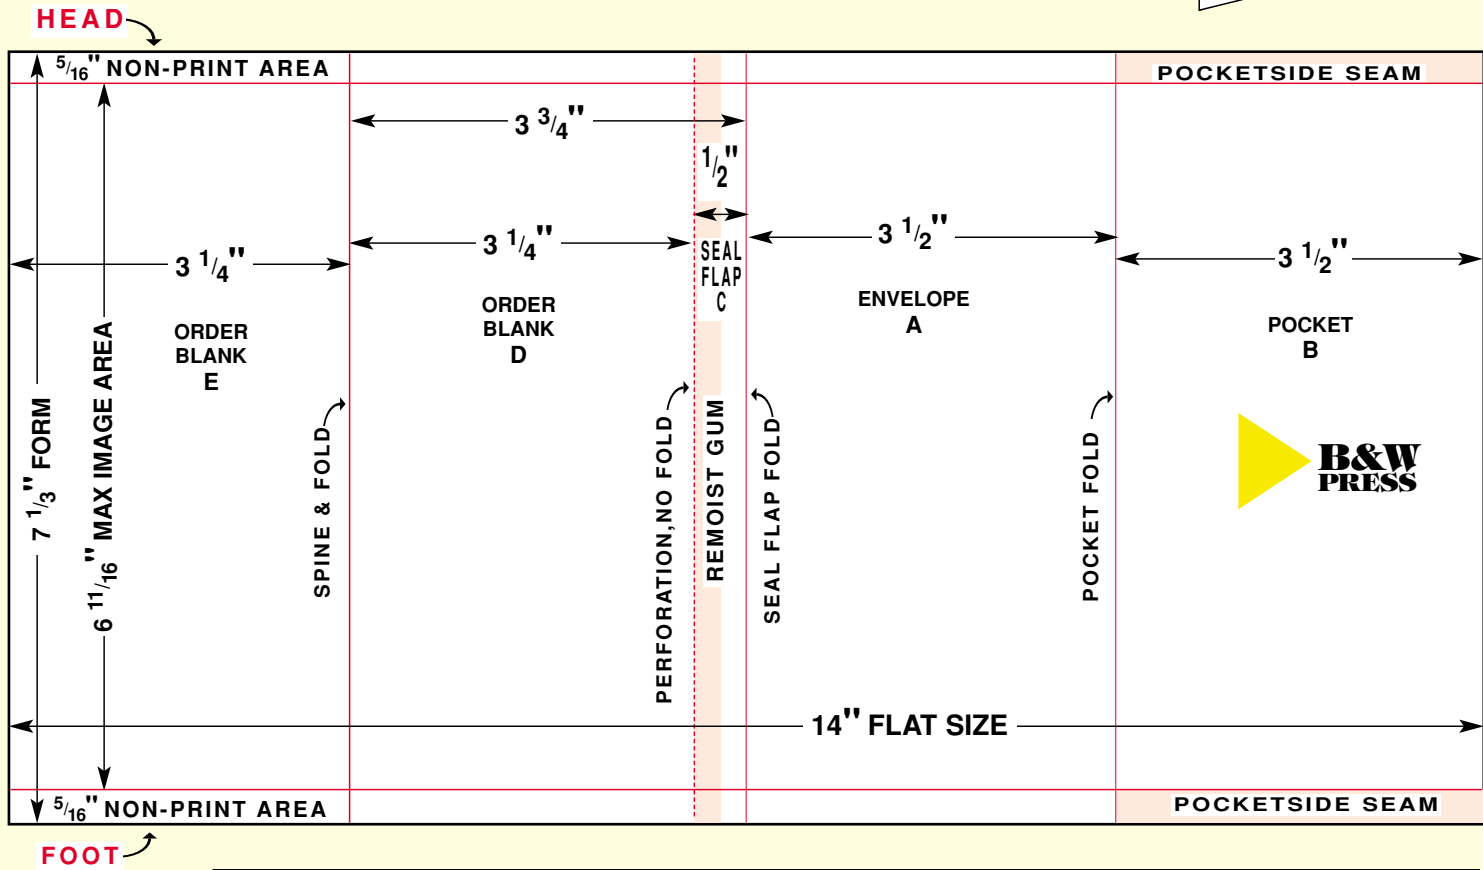 HEAD
5/16" NON-PRINT AREA
POCKETSIDE SEAM
3 3/4"
1/2"
3 1/4"
3 1/4"
3 1/2"
3 1/2"
SEAL
FLAP
C
ORDER
BLANK
E
ORDER
BLANK
D
ENVELOPE
A
POCKET
B
7 1/3" FORM
6 11/16" MAX IMAGE AREA
SPINE & FOLD
PERFORATION,NO FOLD
REMOIST GUM
SEAL FLAP FOLD
POCKET FOLD
B&W
PRESS
14" FLAT SIZE
5/16" NON-PRINT AREA
POCKETSIDE SEAM
FOOT